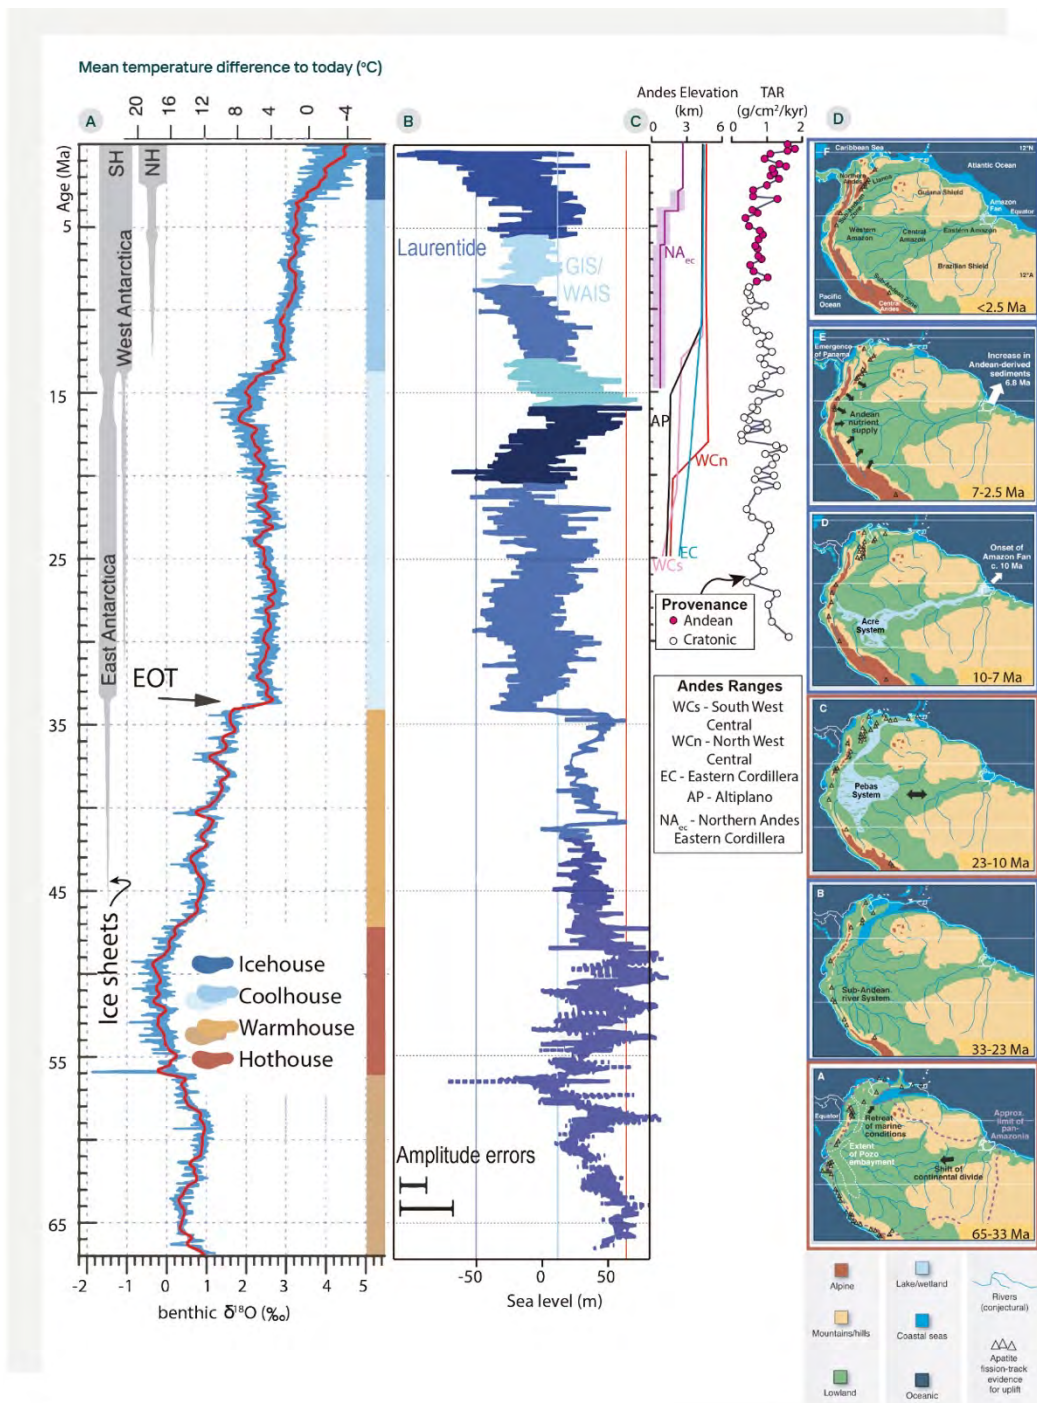 Mean temperature difference to today (°C)
A
20 16 12 8 4 0 -4
SH
NH
Age (Ma)
5
15
25
35
45
55
65
West Antarctica
East Antarctica
EOT
Ice sheets
Icehouse
Coolhouse
Warmhouse
Hothouse
-2 -1 0 1 2 3 4 5
benthic δ¹⁸O (‰)
B
Laurentide
GIS/
WAIS
Amplitude errors
-50 0 50
Sea level (m)
C
Andes Elevation
(km)
0 3 6
TAR
(g/cm²/kyr)
0 1 2
NAec
AP
WCn
EC
WCs
Provenance
Andean
Cratonic
Andes Ranges
WCs - South West
Central
WCn - North West
Central
EC - Eastern Cordillera
AP - Altiplano
NAec - Northern Andes
Eastern Cordillera
D
F
Caribbean Sea
12°N
Atlantic Ocean
Northern
Andes
Llanos
Guiana Shield
Amazon
Fan
Equator
Western
Amazon
Central
Amazon
Eastern Amazon
Brazilian Shield
12°A
Sub-Andean Zone
Pacific
Ocean
Central
Andes
<2.5 Ma
E
Emergence
of Panama
Increase in
Andean-derived
sediments
6.8 Ma
Andean
nutrient
supply
7-2.5 Ma
D
Onset of
Amazon Fan
c. 10 Ma
Acre
System
10-7 Ma
C
Pebas
System
23-10 Ma
B
Sub-Andean
river System
33-23 Ma
A
Equator
Retreat
of marine
conditions
Approx.
limit of
pan-
Amazonia
Extent
of Pozo
embayment
Shift of
continental divide
65-33 Ma
Alpine
Lake/wetland
Rivers
(conjectural)
Mountains/hills
Coastal seas
Apatite
fission-track
evidence
for uplift
Lowland
Oceanic